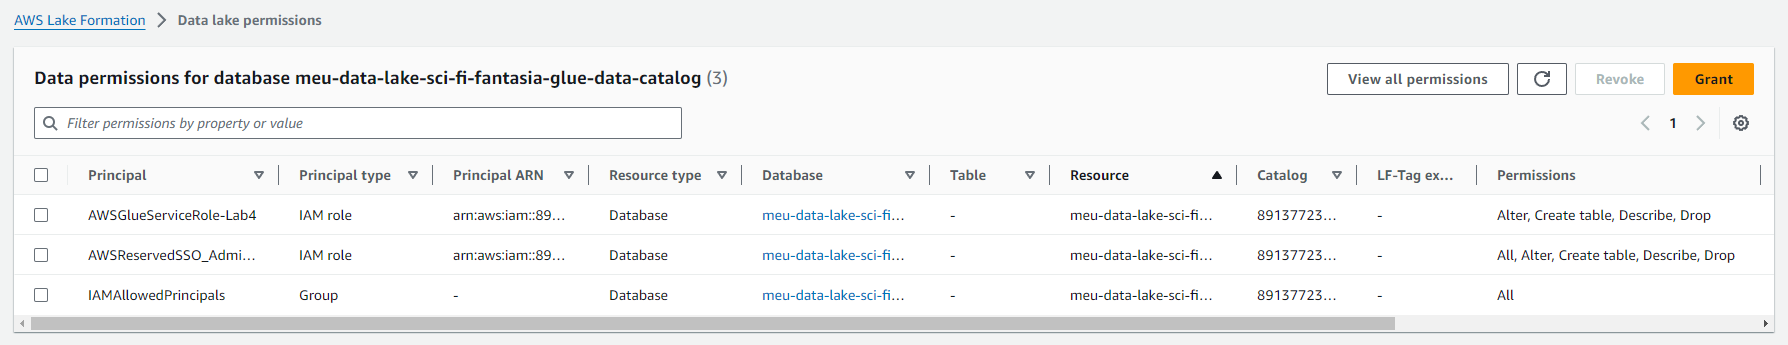 AWS Lake Formation > Data lake permissions
Data permissions for database meu-data-lake-sci-fi-fantasia-glue-data-catalog (3)
View all permissions
Revoke
Grant
Filter permissions by property or value
1
Principal Principal type Principal ARN Resource type Database Table Resource Catalog LF-Tag ex... Permissions
AWSGlueServiceRole-Lab4 IAM role arn:aws:iam::89... Database meu-data-lake-sci-fi... - meu-data-lake-sci-fi... 89137723... - Alter, Create table, Describe, Drop
AWSReservedSSO_Admi... IAM role arn:aws:iam::89... Database meu-data-lake-sci-fi... - meu-data-lake-sci-fi... 89137723... - All, Alter, Create table, Describe, Drop
IAMAllowedPrincipals Group - Database meu-data-lake-sci-fi... - meu-data-lake-sci-fi... 89137723... - All